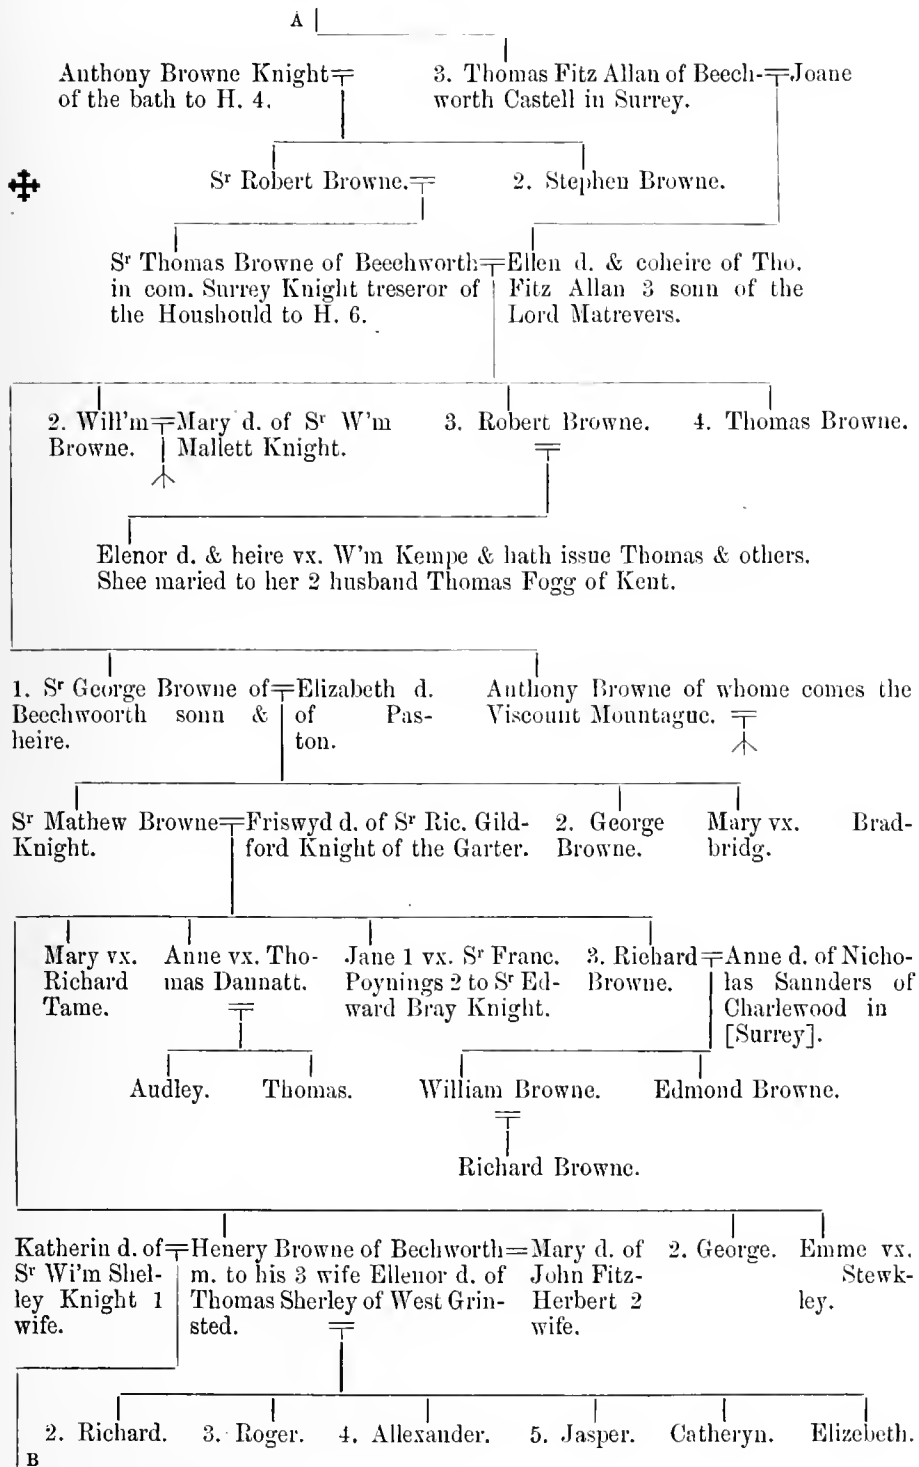 A
Anthony Browne Knight
of the bath to H. 4.
3. Thomas Fitz Allan of Beech-
worth Castell in Surrey.
Joane
Sʳ Robert Browne.
2. Stephen Browne.
Sʳ Thomas Browne of Beechworth
in com. Surrey Knight treseror of
the Houshould to H. 6.
Ellen d. & coheire of Tho.
Fitz Allan 3 sonn of the
Lord Matrevers.
2. Will'm
Browne.
Mary d. of Sʳ W'm
Mallett Knight.
3. Robert Browne.
4. Thomas Browne.
Elenor d. & heire vx. W'm Kempe & hath issue Thomas & others.
Shee maried to her 2 husband Thomas Fogg of Kent.
1. Sʳ George Browne of
Beechwoorth sonn &
heire.
Elizabeth d.
of Pas-
ton.
Anthony Browne of whome comes the
Viscount Mountague.
Sʳ Mathew Browne
Knight.
Friswyd d. of Sʳ Ric. Gild-
ford Knight of the Garter.
2. George
Browne.
Mary vx. Brad-
bridg.
Mary vx.
Richard
Tame.
Anne vx. Tho-
mas Dannatt.
Jane 1 vx. Sʳ Franc.
Poynings 2 to Sʳ Ed-
ward Bray Knight.
3. Richard
Browne.
Anne d. of Nicho-
las Saunders of
Charlewood in
[Surrey].
Audley.
Thomas.
William Browne.
Edmond Browne.
Richard Browne.
Katherin d. of
Sʳ Wi'm Shel-
ley Knight 1
wife.
Henery Browne of Bechworth
m. to his 3 wife Ellenor d. of
Thomas Sherley of West Grin-
sted.
Mary d. of
John Fitz-
Herbert 2
wife.
2. George.
Emme vx.
Stewk-
ley.
2. Richard.
3. Roger.
4. Allexander.
5. Jasper.
Catheryn.
Elizebeth.
B